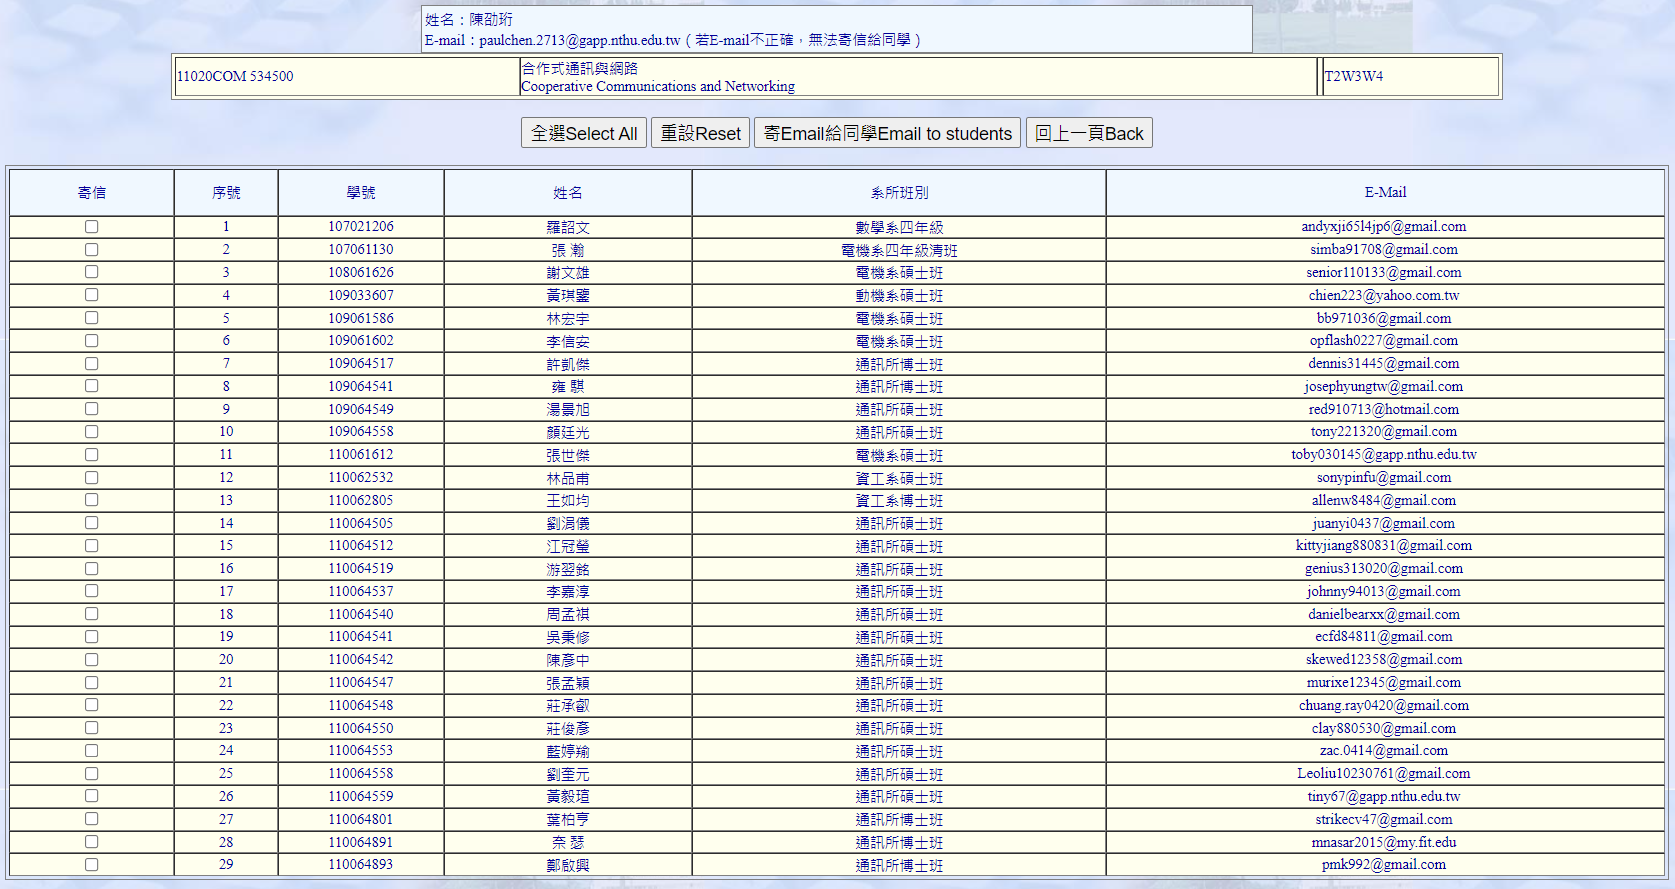 姓名：陳劭珩
E-mail：paulchen.2713@gapp.nthu.edu.tw ( 若E-mail不正確，無法寄信給同學 )
11020COM 534500 合作式通訊與網路 T2W3W4
Cooperative Communications and Networking
全選Select All 重設Reset 寄Email給同學Email to students 回上一頁Back
寄信 序號 學號 姓名 系所班別 E-Mail
1 107021206 羅詔文 數學系四年級 andyxji65l4jp6@gmail.com
2 107061130 張 瀚 電機系四年級清班 simba91708@gmail.com
3 108061626 謝文雄 電機系碩士班 senior110133@gmail.com
4 109033607 黃琪鑒 動機系碩士班 chien223@yahoo.com.tw
5 109061586 林宏宇 電機系碩士班 bb971036@gmail.com
6 109061602 李信安 電機系碩士班 opflash0227@gmail.com
7 109064517 許凱傑 通訊所博士班 dennis31445@gmail.com
8 109064541 雍 騏 通訊所博士班 josephyungtw@gmail.com
9 109064549 湯景旭 通訊所碩士班 red910713@hotmail.com
10 109064558 顏廷光 通訊所碩士班 tony221320@gmail.com
11 110061612 張世傑 電機系碩士班 toby030145@gapp.nthu.edu.tw
12 110062532 林品甫 資工系碩士班 sonypinfu@gmail.com
13 110062805 王如均 資工系博士班 allenw8484@gmail.com
14 110064505 劉涓儀 通訊所碩士班 juanyi0437@gmail.com
15 110064512 江冠瑩 通訊所碩士班 kittyjiang880831@gmail.com
16 110064519 游翌銘 通訊所碩士班 genius313020@gmail.com
17 110064537 李嘉淳 通訊所碩士班 johnny94013@gmail.com
18 110064540 周孟祺 通訊所碩士班 danielbearxx@gmail.com
19 110064541 吳秉修 通訊所碩士班 ecfd84811@gmail.com
20 110064542 陳彥中 通訊所碩士班 skewed12358@gmail.com
21 110064547 張孟穎 通訊所碩士班 murixe12345@gmail.com
22 110064548 莊承叡 通訊所碩士班 chuang.ray0420@gmail.com
23 110064550 莊俊彥 通訊所碩士班 clay880530@gmail.com
24 110064553 藍婷羭 通訊所碩士班 zac.0414@gmail.com
25 110064558 劉奎元 通訊所碩士班 Leoliu10230761@gmail.com
26 110064559 黃毅瑄 通訊所碩士班 tiny67@gapp.nthu.edu.tw
27 110064801 葉柏亨 通訊所博士班 strikecv47@gmail.com
28 110064891 奈 瑟 通訊所博士班 mnasar2015@my.fit.edu
29 110064893 鄭啟興 通訊所博士班 pmk992@gmail.com